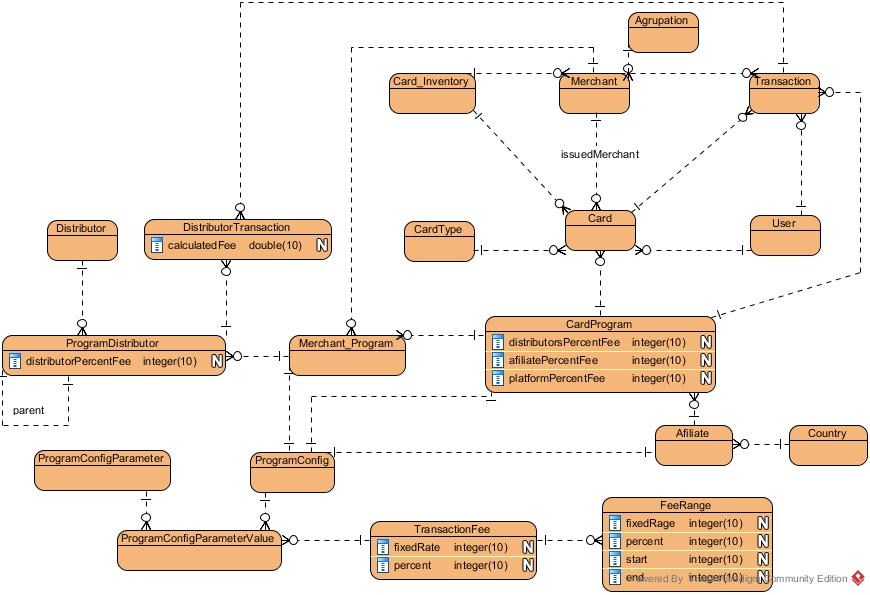 Agrupation
Card_Inventory
Merchant
Transaction
issuedMerchant
Distributor
DistributorTransaction
calculatedFee double(10) N
CardType
Card
User
ProgramDistributor
distributorPercentFee integer(10) N
Merchant_Program
CardProgram
distributorsPercentFee integer(10) N
afiliatePercentFee integer(10) N
platformPercentFee integer(10) N
parent
Afiliate
Country
ProgramConfigParameter
ProgramConfig
ProgramConfigParameterValue
TransactionFee
fixedRate integer(10) N
percent integer(10) N
FeeRange
fixedRage integer(10) N
percent integer(10) N
start integer(10) N
end integer(10) N
Powered By Visual Paradigm Community Edition